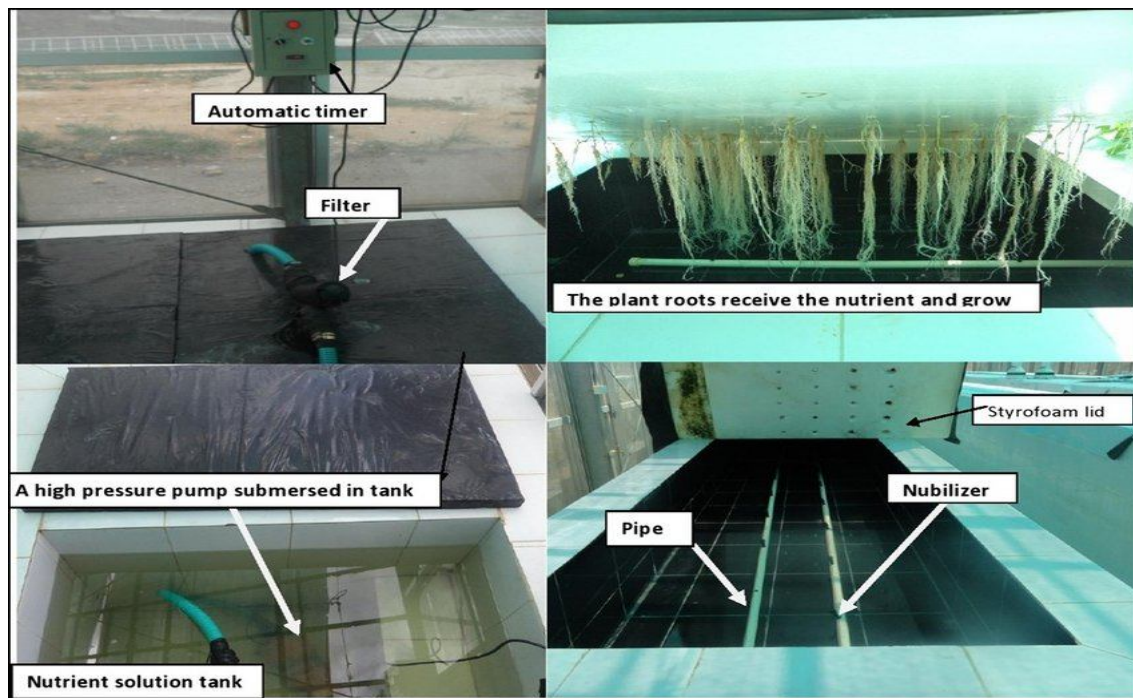 Automatic timer
Filter
The plant roots receive the nutrient and grow
Styrofoam lid
A high pressure pump submersed in tank
Nubilizer
Pipe
Nutrient solution tank